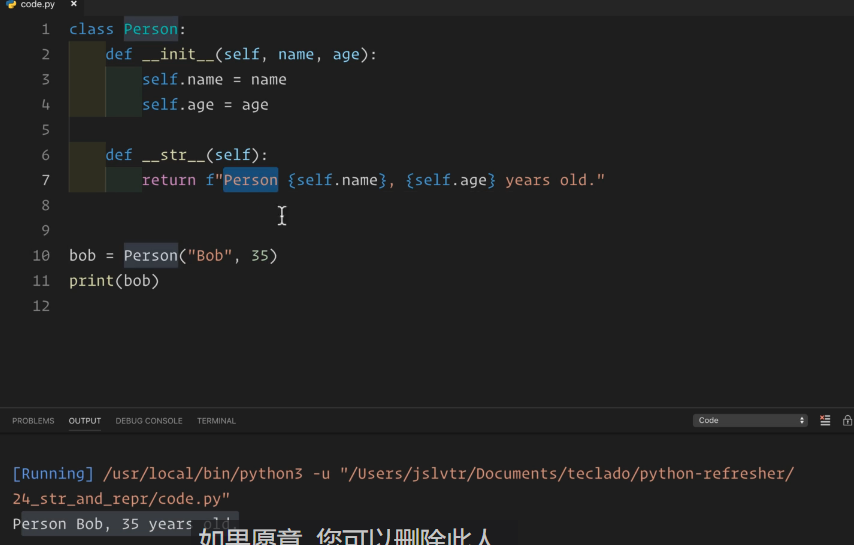 code.py ×
1 class Person:
2     def __init__(self, name, age):
3         self.name = name
4         self.age = age
5
6     def __str__(self):
7         return f"Person {self.name}, {self.age} years old."
8
9
10 bob = Person("Bob", 35)
11 print(bob)
12
PROBLEMS OUTPUT DEBUG CONSOLE TERMINAL Code
[Running] /usr/local/bin/python3 -u "/Users/jslvtr/Documents/teclado/python-refresher/
24_str_and_repr/code.py"
Person Bob, 35 years old.
如果愿意,您可以删除此人